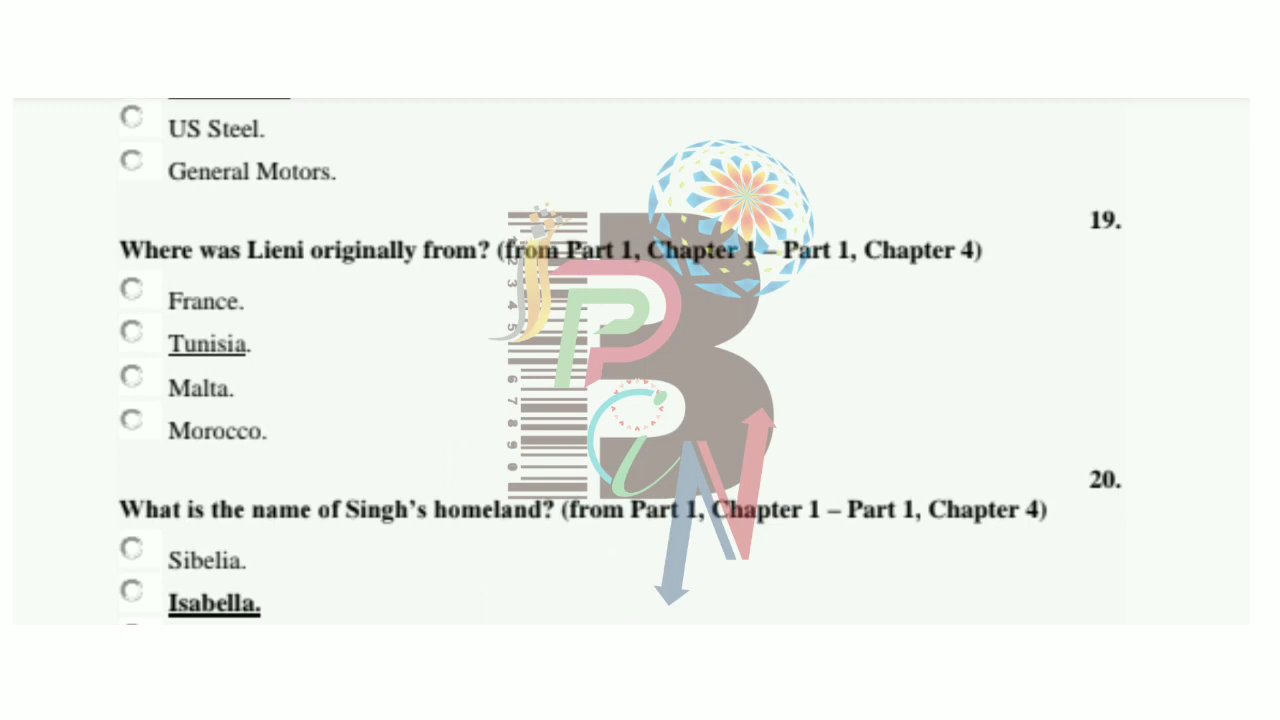 US Steel.
General Motors.
19.
Where was Lieni originally from? (from Part 1, Chapter 1 – Part 1, Chapter 4)
France.
Tunisia.
Malta.
Morocco.
20.
What is the name of Singh's homeland? (from Part 1, Chapter 1 – Part 1, Chapter 4)
Sibelia.
Isabella.